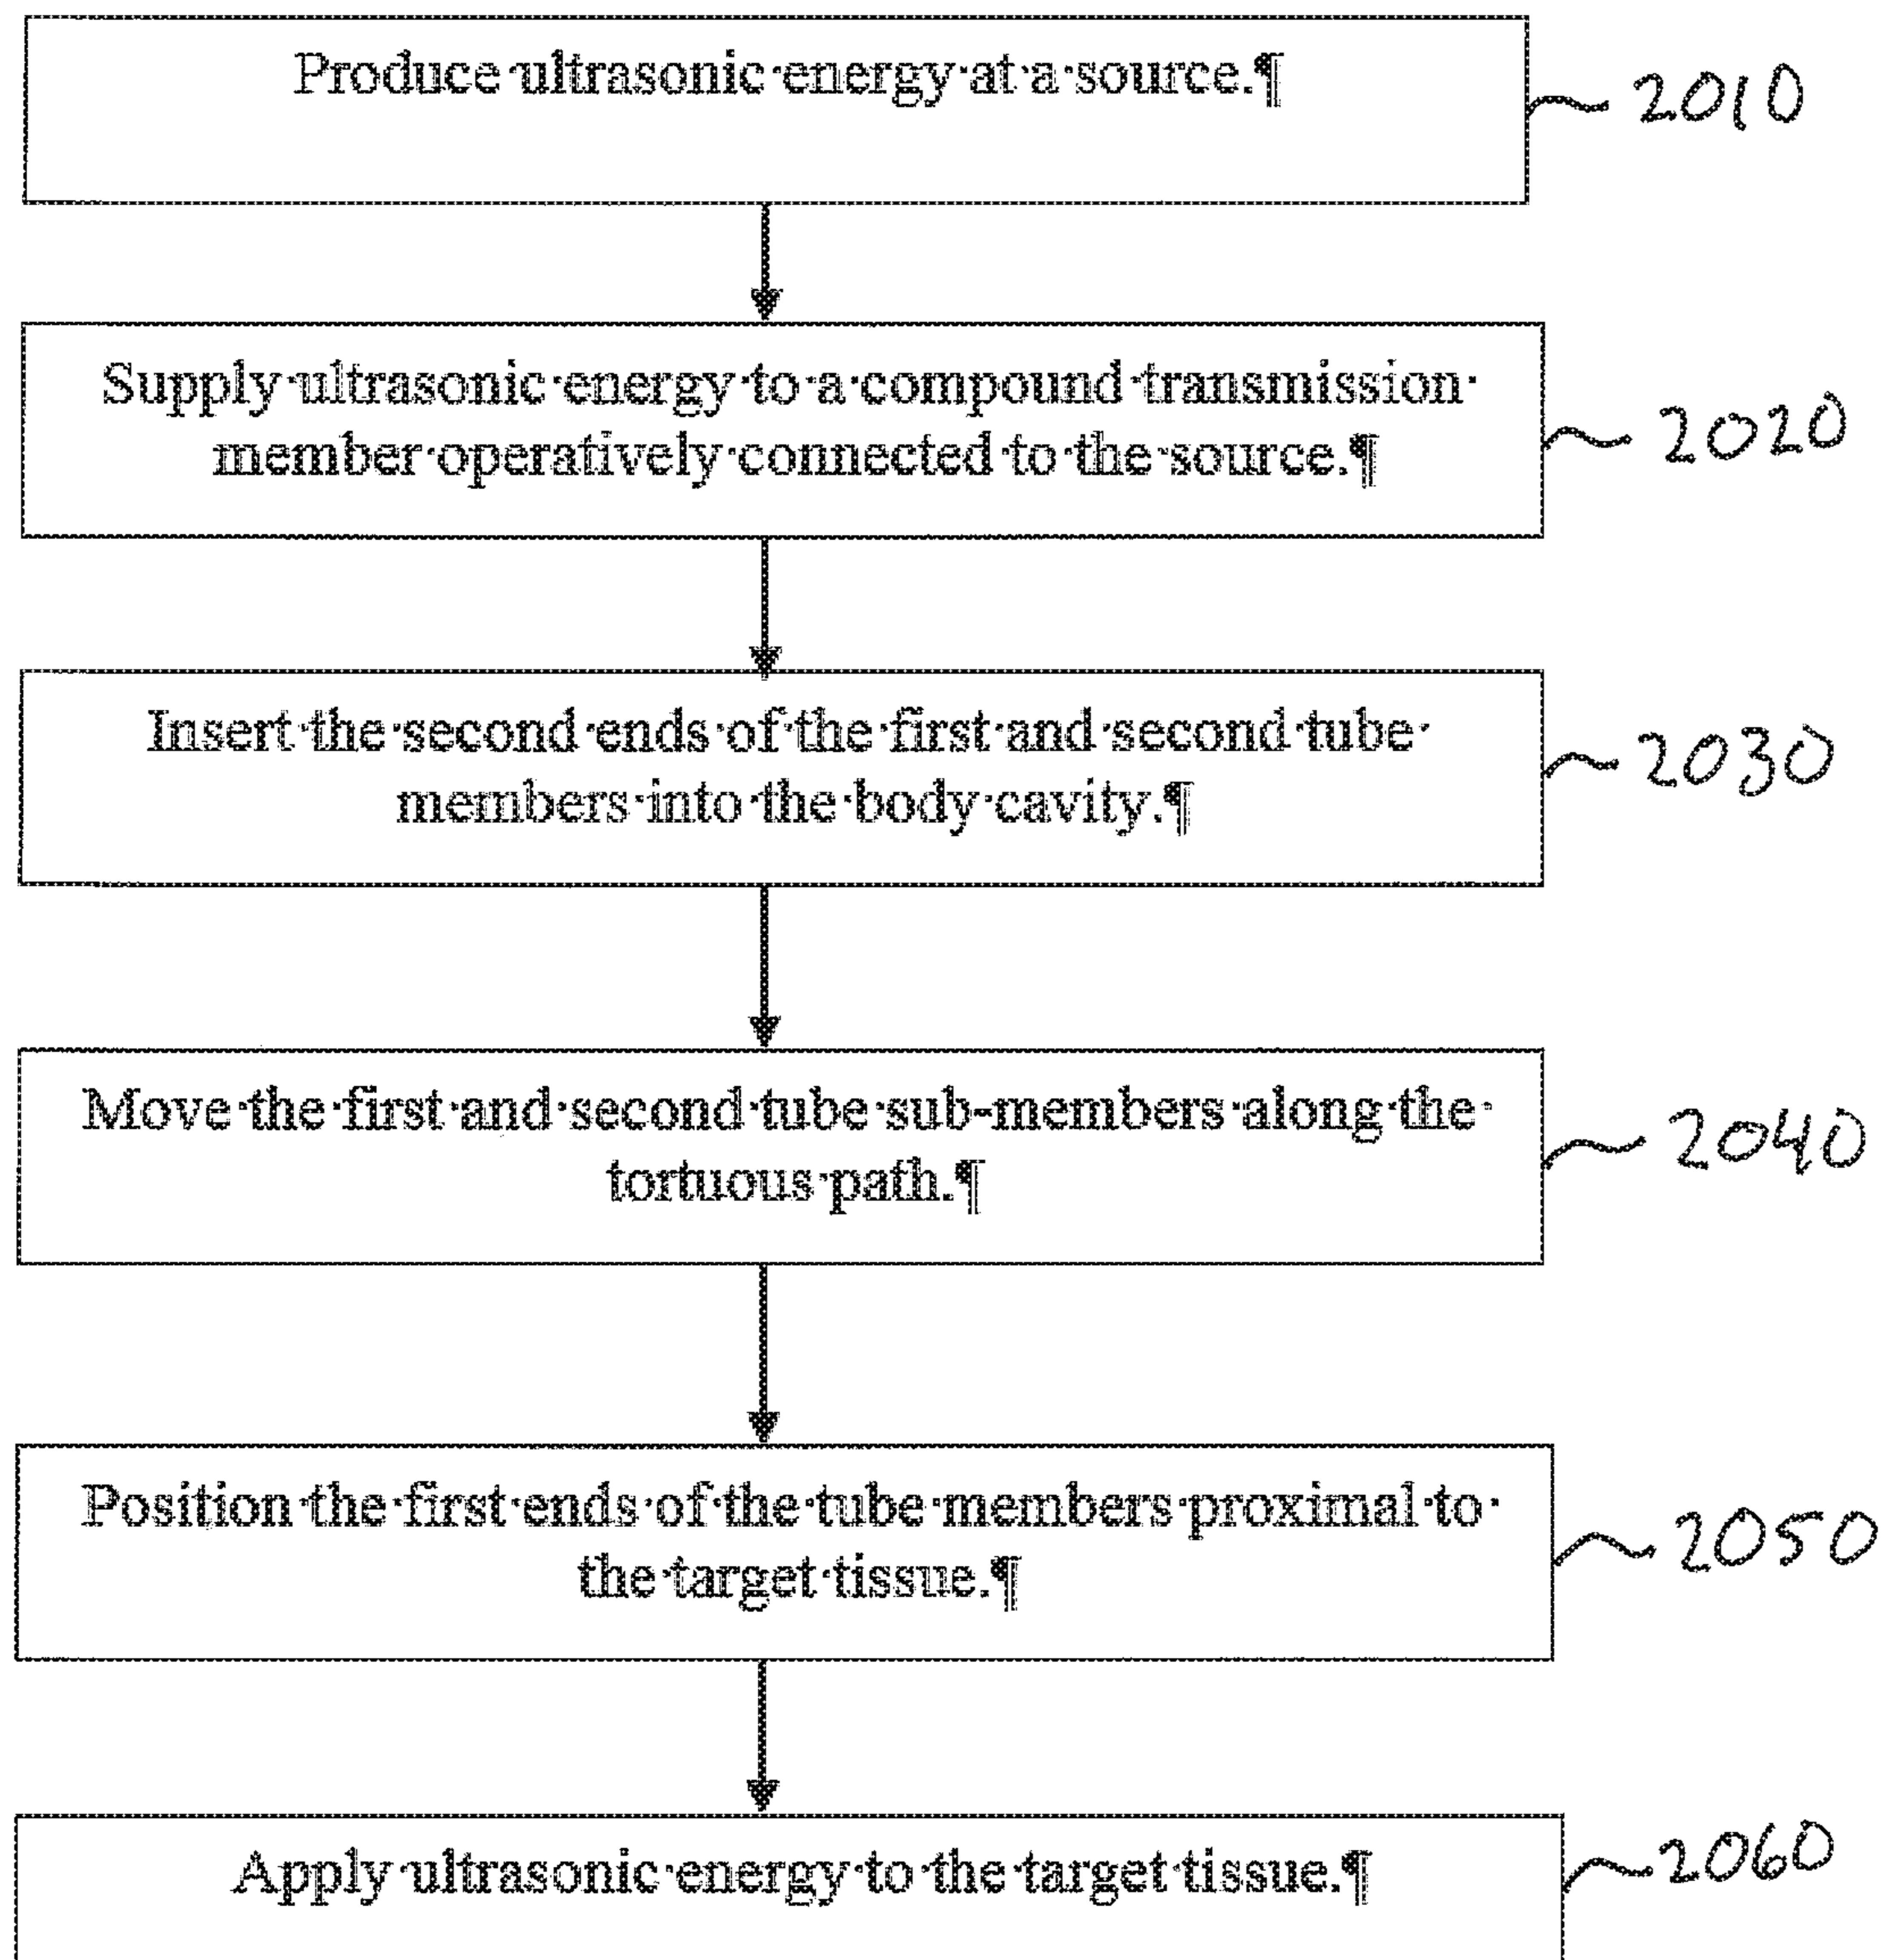 Produce·ultrasonic·energy·at·a·source.¶
2010
Supply·ultrasonic·energy·to·a·compound·transmission·
member·operatively·connected·to·the·source.¶
2020
Insert·the·second·ends·of·the·first·and·second·tube·
members·into·the·body·cavity.¶
2030
Move·the·first·and·second·tube·sub-members·along·the·
tortuous·path.¶
2040
Position·the·first·ends·of·the·tube·members·proximal·to·
the·target·tissue.¶
2050
Apply·ultrasonic·energy·to·the·target·tissue.¶
2060